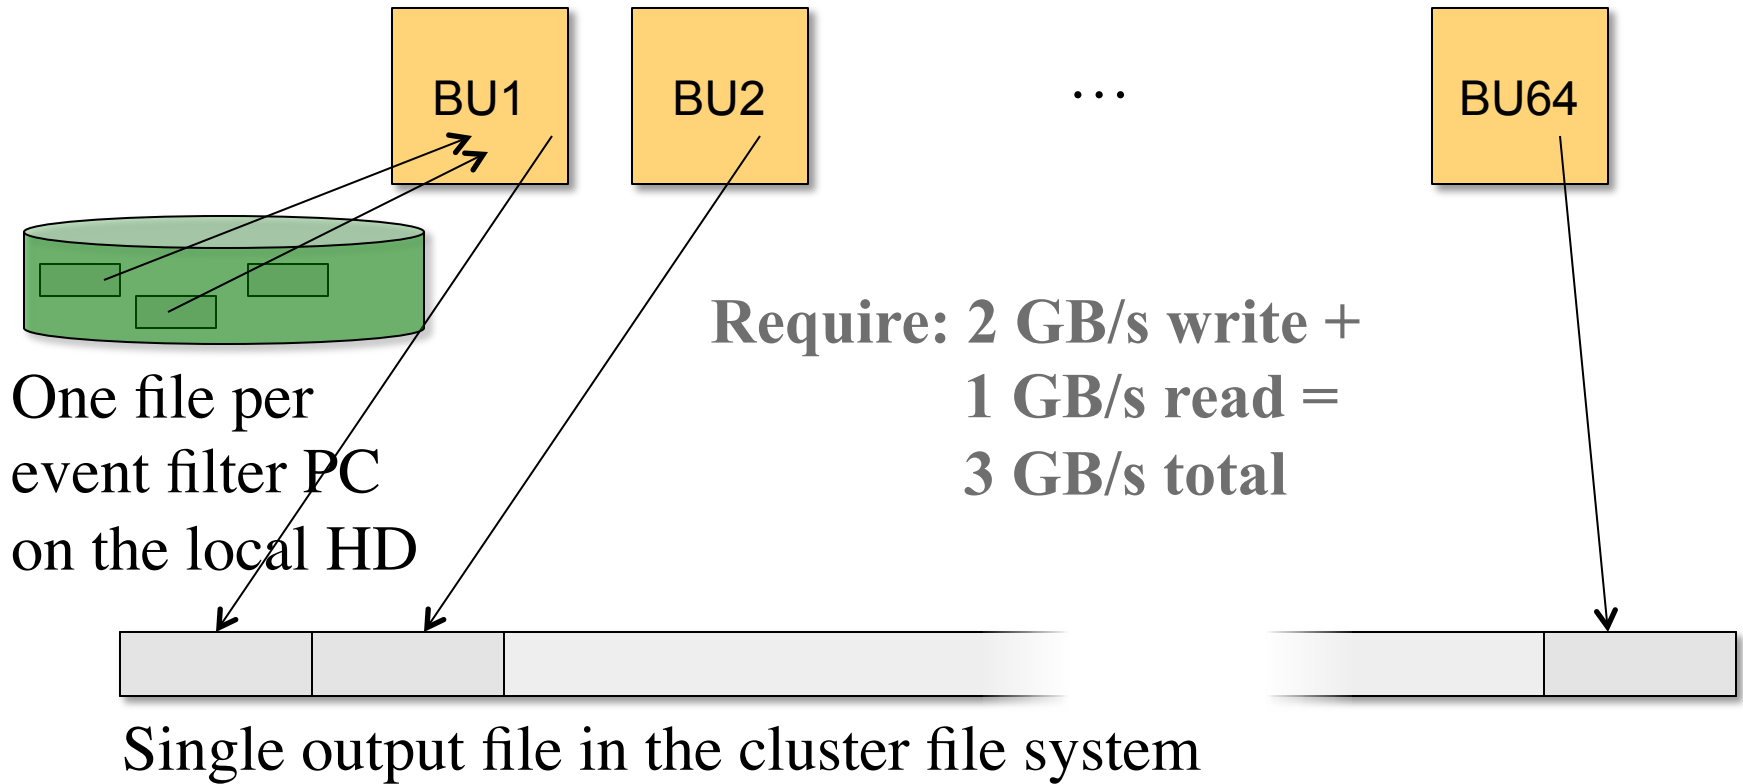 BU1
BU2
…
BU64
Require: 2 GB/s write +
1 GB/s read =
3 GB/s total
One file per
event filter PC
on the local HD
Single output file in the cluster file system